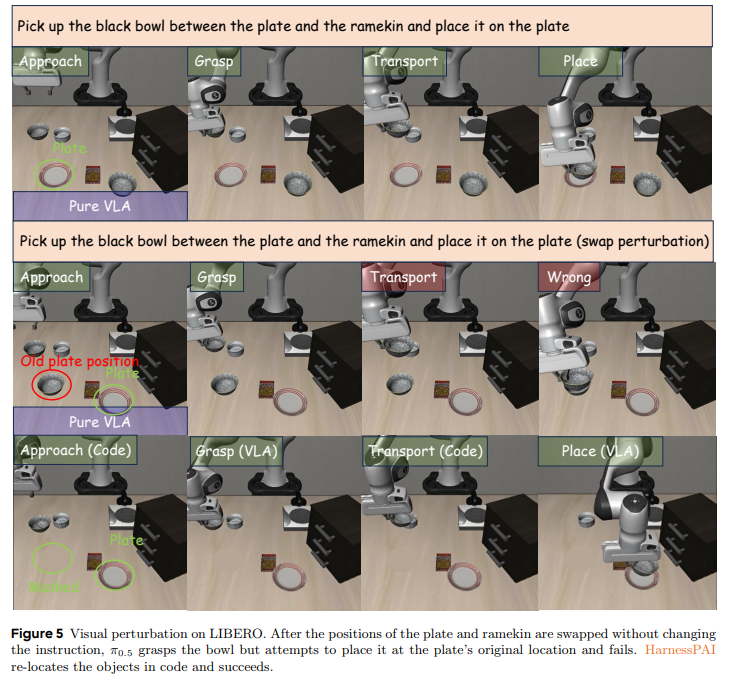 Pick up the black bowl between the plate and the ramekin and place it on the plate
Approach
Grasp
Transport
Place
Plate
Pure VLA
Pick up the black bowl between the plate and the ramekin and place it on the plate (swap perturbation)
Approach
Grasp
Transport
Wrong
Old plate position
Plate
Pure VLA
Approach (Code)
Grasp (VLA)
Transport (Code)
Place (VLA)
Plate
Figure 5 Visual perturbation on LIBERO. After the positions of the plate and ramekin are swapped without changing
the instruction, π0.5 grasps the bowl but attempts to place it at the plate's original location and fails. HarnessPAI
re-locates the objects in code and succeeds.